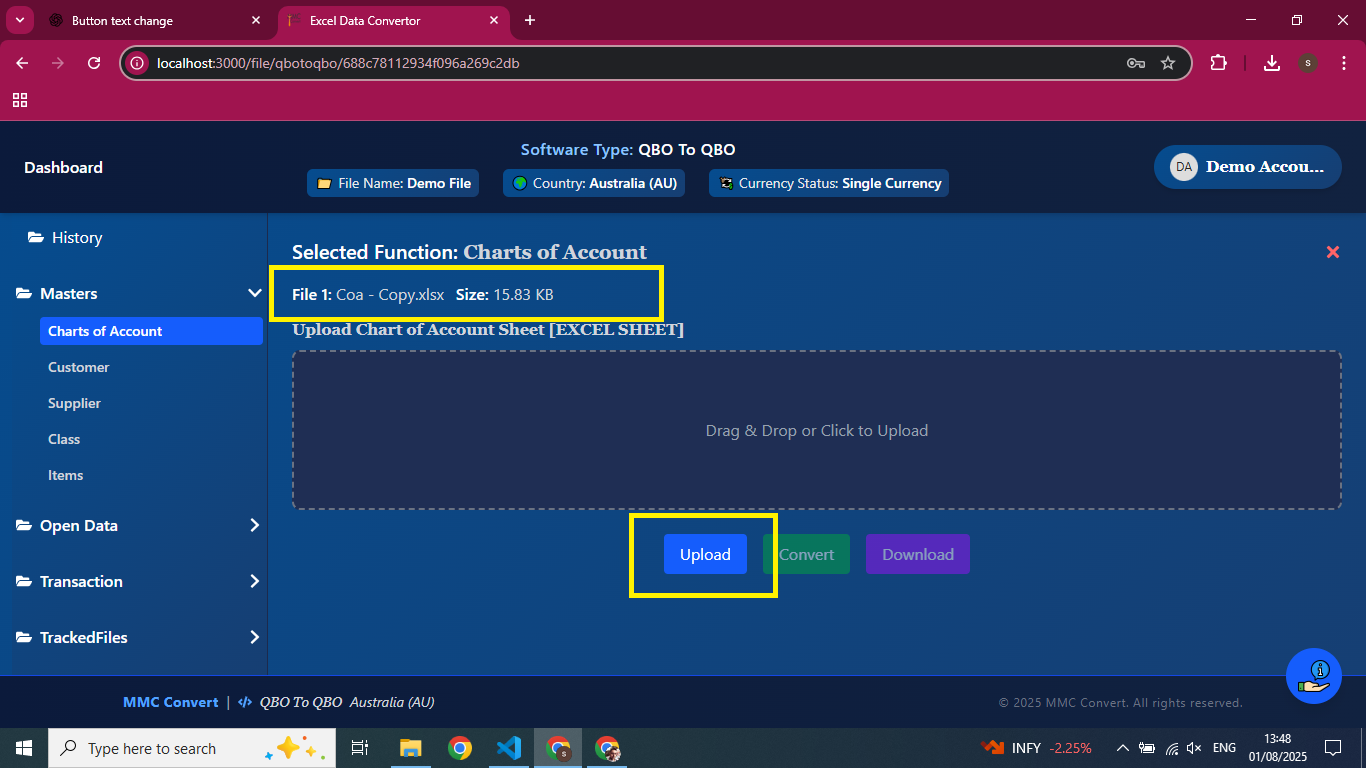 Button text change
Excel Data Convertor
localhost:3000/file/qbotoqbo/688c78112934f096a269c2db
S
Dashboard
Software Type: QBO To QBO
File Name: Demo File
Country: Australia (AU)
Currency Status: Single Currency
DA
Demo Accou...
History
Masters
Charts of Account
Customer
Supplier
Class
Items
Open Data
Transaction
TrackedFiles
Selected Function: Charts of Account
File 1: Coa - Copy.xlsx Size: 15.83 KB
Upload Chart of Account Sheet [EXCEL SHEET]
Drag & Drop or Click to Upload
Upload
Convert
Download
MMC Convert | </> QBO To QBO Australia (AU)
© 2025 MMC Convert. All rights reserved.
Type here to search
INFY -2.25%
ENG
13:48
01/08/2025